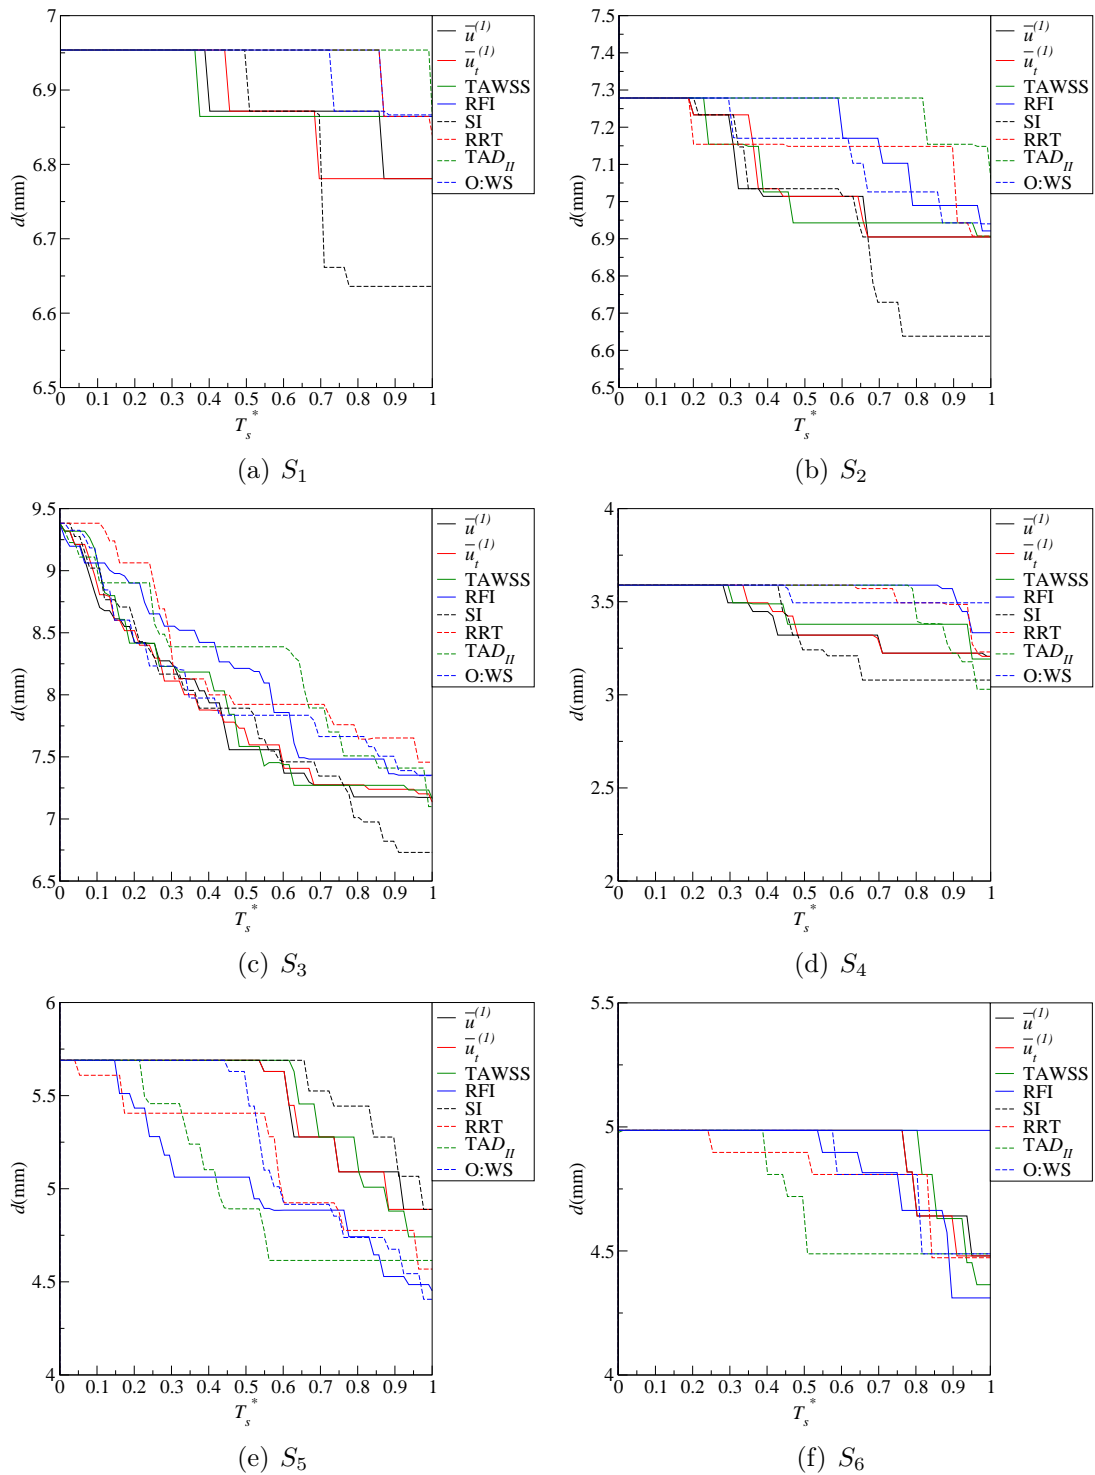 7
6.9
6.8
6.7
6.6
6.5
d(mm)
0 0.1 0.2 0.3 0.4 0.5 0.6 0.7 0.8 0.9 1
T_s^*
u̅^(1)
u̅_t^(1)
TAWSS
RFI
SI
RRT
TAD_II
O:WS
(a) S_1
7.5
7.4
7.3
7.2
7.1
7
6.9
6.8
6.6
6.5
d(mm)
0 0.1 0.2 0.3 0.4 0.5 0.6 0.7 0.8 0.9 1
T_s^*
u̅^(1)
u̅_t^(1)
TAWSS
RFI
SI
RRT
TAD_II
O:WS
(b) S_2
9.5
9
8.5
8
7.5
7
6.5
d(mm)
0 0.1 0.2 0.3 0.4 0.5 0.6 0.7 0.8 0.9 1
T_s^*
u̅^(1)
u̅_t^(1)
TAWSS
RFI
SI
RRT
TAD_II
O:WS
(c) S_3
4
3.5
3
2.5
2
d(mm)
0 0.1 0.2 0.3 0.4 0.5 0.6 0.7 0.8 0.9 1
T_s^*
u̅^(1)
u̅_t^(1)
TAWSS
RFI
SI
RRT
TAD_II
O:WS
(d) S_4
6
5.5
5
4.5
4
d(mm)
0 0.1 0.2 0.3 0.4 0.5 0.6 0.7 0.8 0.9 1
T_s^*
u̅^(1)
u̅_t^(1)
TAWSS
RFI
SI
RRT
TAD_II
O:WS
(e) S_5
5.5
5
4.5
4
d(mm)
0 0.1 0.2 0.3 0.4 0.5 0.6 0.7 0.8 0.9 1
T_s^*
u̅^(1)
u̅_t^(1)
TAWSS
RFI
SI
RRT
TAD_II
O:WS
(f) S_6